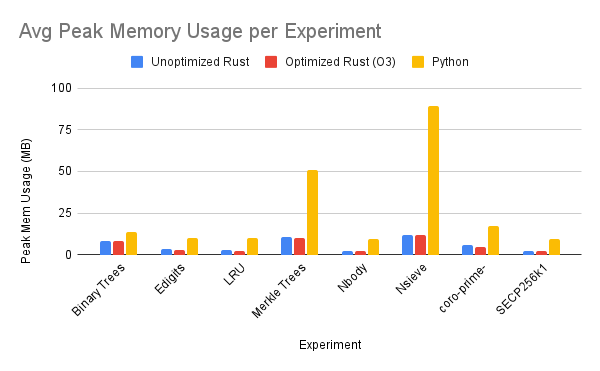 Avg Peak Memory Usage per Experiment
Unoptimized Rust Optimized Rust (O3) Python
Peak Mem Usage (MB)
100
75
50
25
0
Binary Trees
Edigits
LRU
Merkle Trees
Nbody
Nsieve
coro-prime-
SECP256k1
Experiment